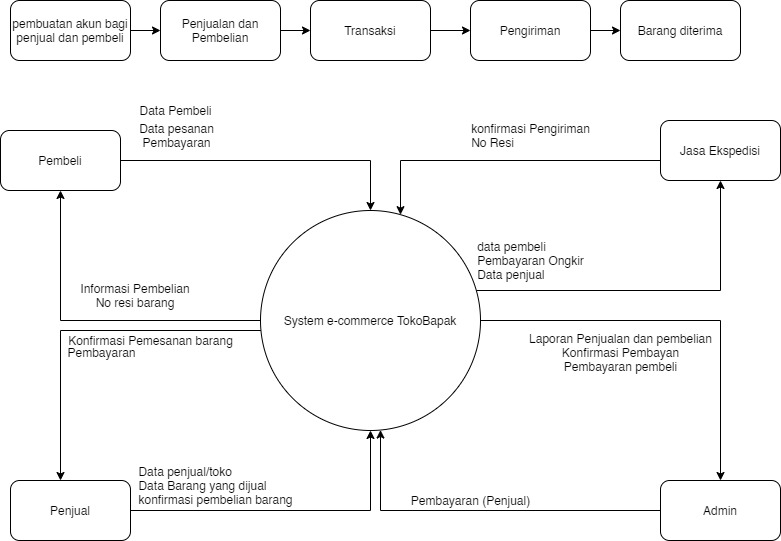 pembuatan akun bagi
penjual dan pembeli
Penjualan dan
Pembelian
Transaksi
Pengiriman
Barang diterima
Data Pembeli
Data pesanan
Pembayaran
konfirmasi Pengiriman
No Resi
Pembeli
Jasa Ekspedisi
data pembeli
Pembayaran Ongkir
Data penjual
Informasi Pembelian
No resi barang
System e-commerce TokoBapak
Konfirmasi Pemesanan barang
Pembayaran
Laporan Penjualan dan pembelian
Konfirmasi Pembayan
Pembayaran pembeli
Data penjual/toko
Data Barang yang dijual
konfirmasi pembelian barang
Pembayaran (Penjual)
Penjual
Admin